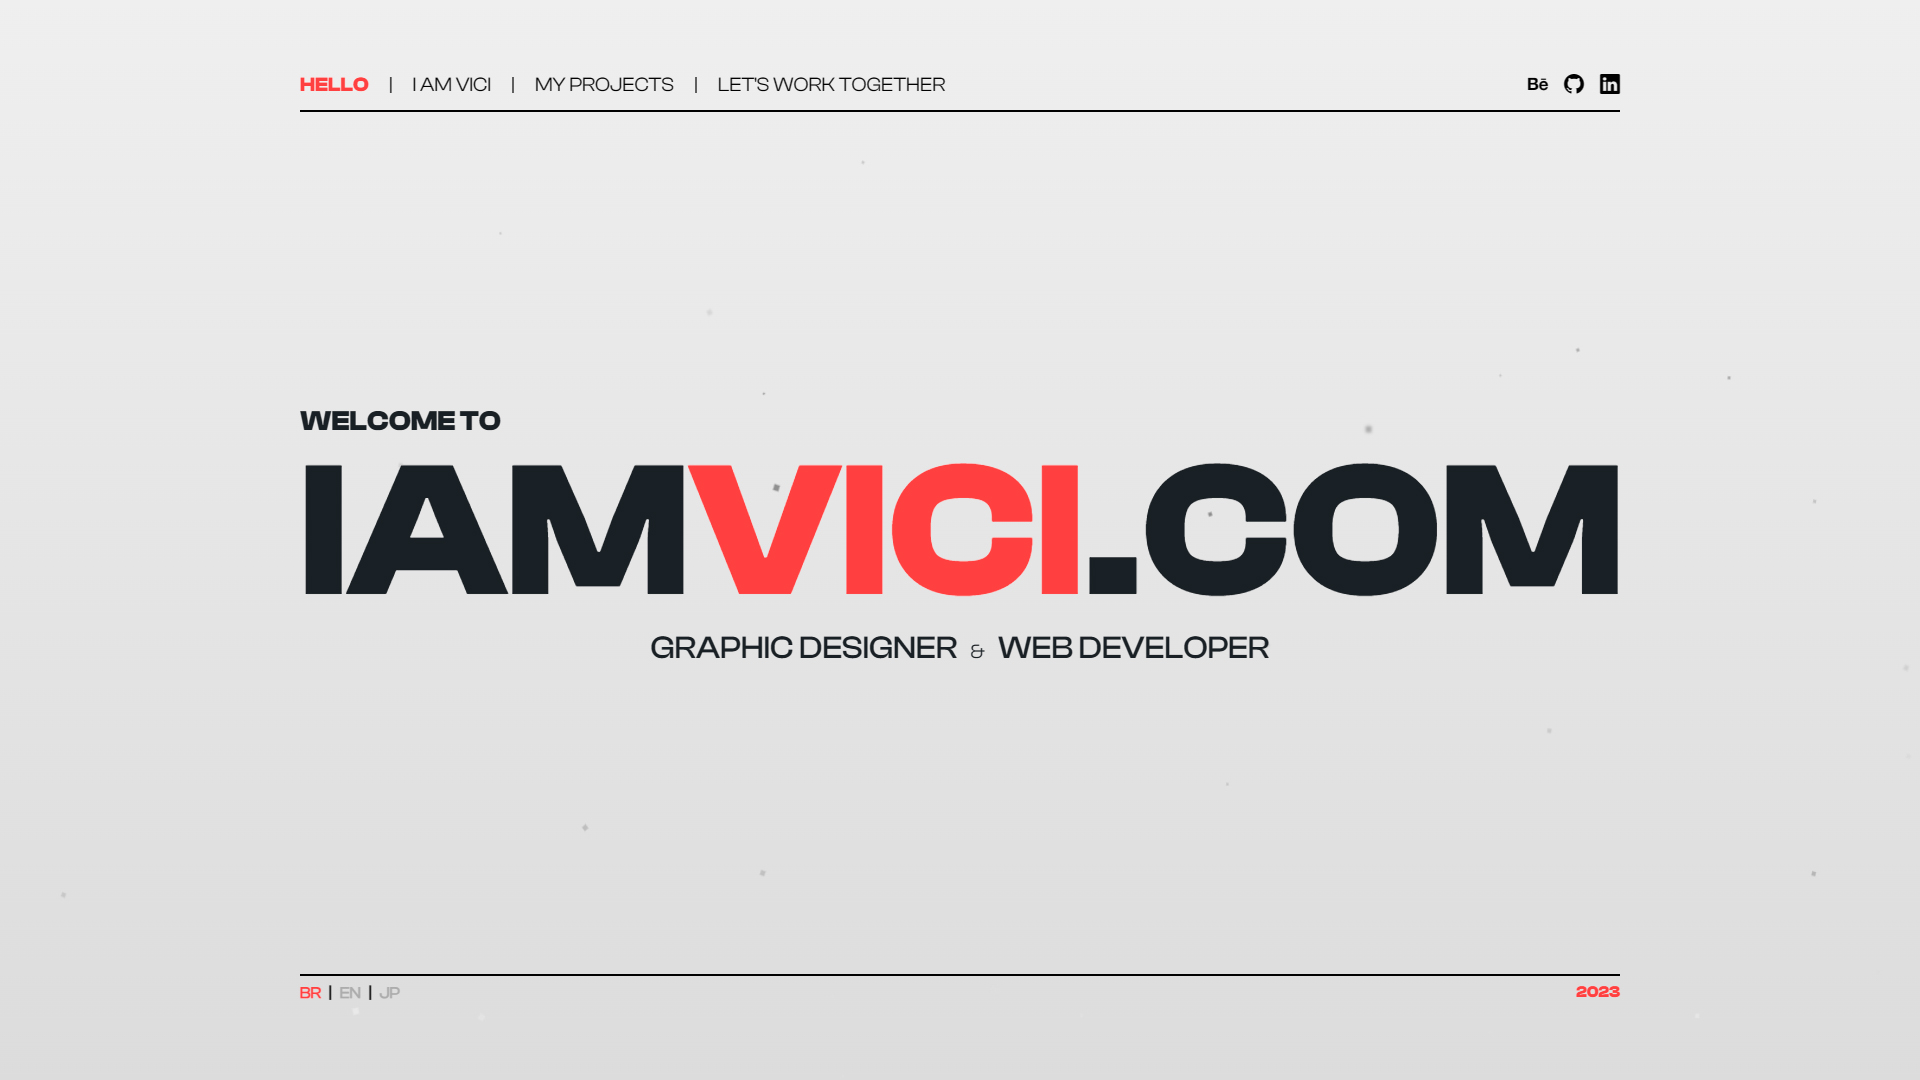 HELLO | I AM VICI | MY PROJECTS | LET'S WORK TOGETHER Bē in
WELCOME TO
IAMVICI.COM
GRAPHIC DESIGNER & WEB DEVELOPER
BR | EN | JP 2023